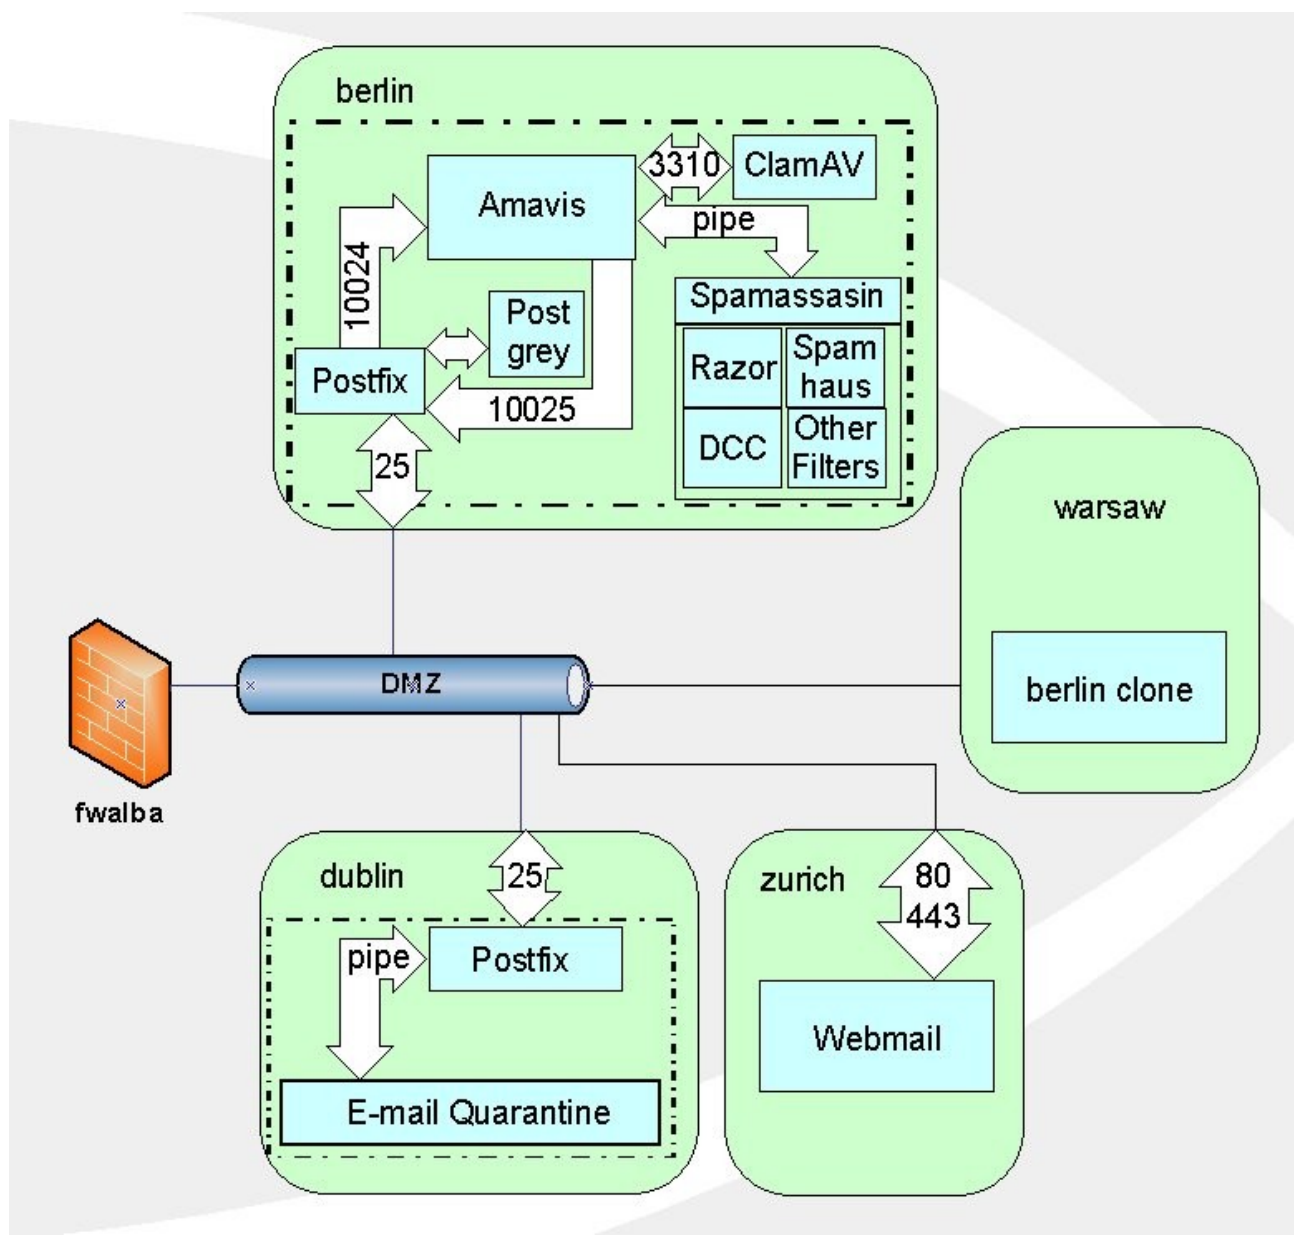 berlin
3310
ClamAV
Amavis
pipe
10024
Spamassasin
Post
grey
Razor
Spam
haus
Postfix
10025
DCC
Other
Filters
25
warsaw
berlin clone
DMZ
fwalba
dublin
25
pipe
Postfix
E-mail Quarantine
zurich
80
443
Webmail